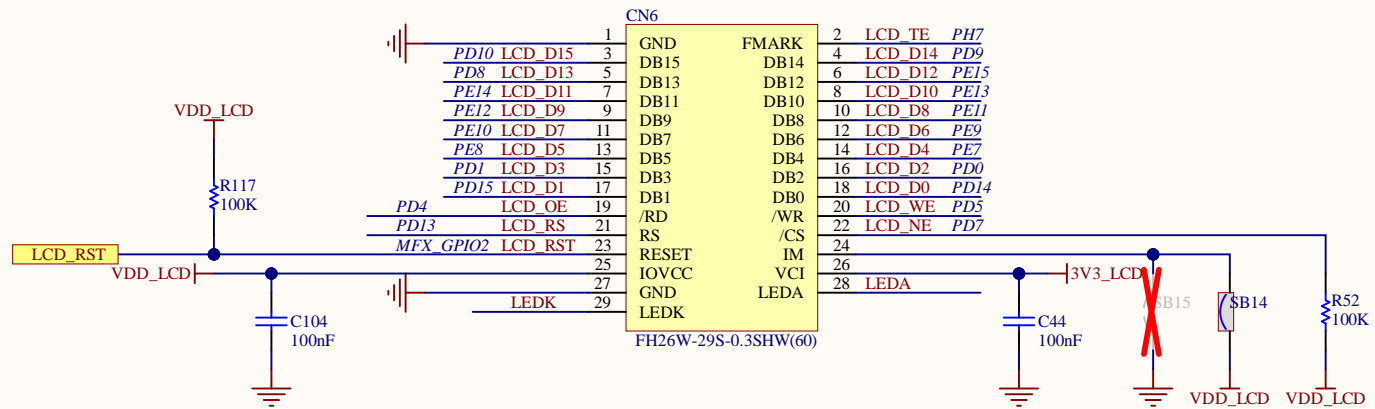 CN6
1 GND FMARK 2 LCD_TE PH7
PD10 LCD_D15 3 DB15 DB14 4 LCD_D14 PD9
PD8 LCD_D13 5 DB13 DB12 6 LCD_D12 PE15
PE14 LCD_D11 7 DB11 DB10 8 LCD_D10 PE13
VDD_LCD PE12 LCD_D9 9 DB9 DB8 10 LCD_D8 PE11
PE10 LCD_D7 11 DB7 DB6 12 LCD_D6 PE9
PE8 LCD_D5 13 DB5 DB4 14 LCD_D4 PE7
R117 PD1 LCD_D3 15 DB3 DB2 16 LCD_D2 PD0
100K PD15 LCD_D1 17 DB1 DB0 18 LCD_D0 PD14
PD4 LCD_OE 19 /RD /WR 20 LCD_WE PD5
PD13 LCD_RS 21 RS /CS 22 LCD_NE PD7
LCD_RST MFX_GPIO2 LCD_RST 23 RESET IM 24
VDD_LCD 25 IOVCC VCI 26 3V3_LCD
27 GND LEDA 28 LEDA
LEDK 29 LEDK SB15 SB14 R52
C104 C44 100K
100nF FH26W-29S-0.3SHW(60) 100nF
VDD_LCD VDD_LCD